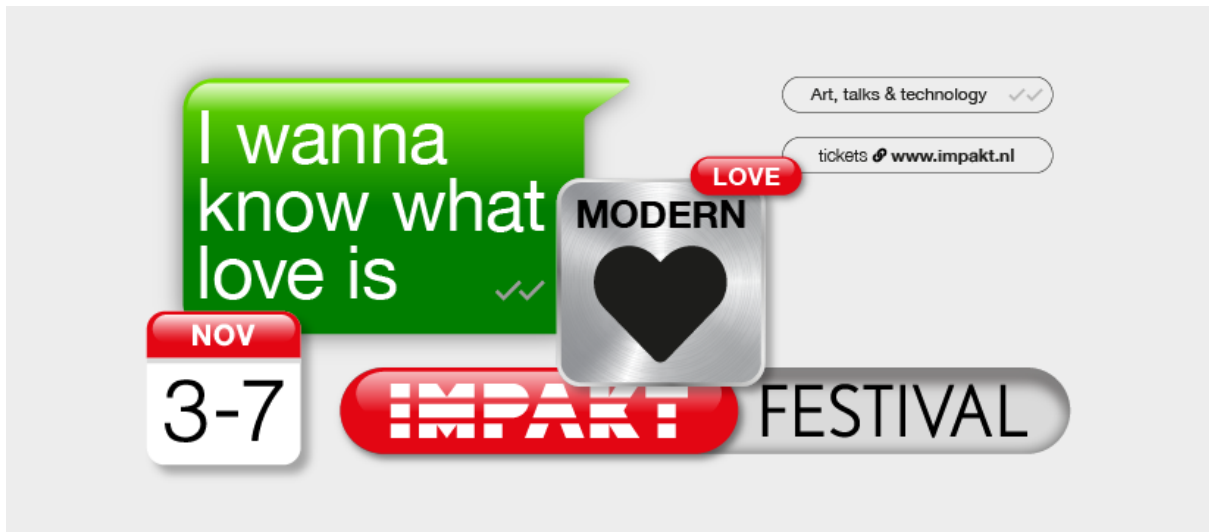 I wanna
know what
love is
Art, talks & technology
tickets www.impakt.nl
LOVE
MODERN
NOV
3-7
IMPAKT FESTIVAL